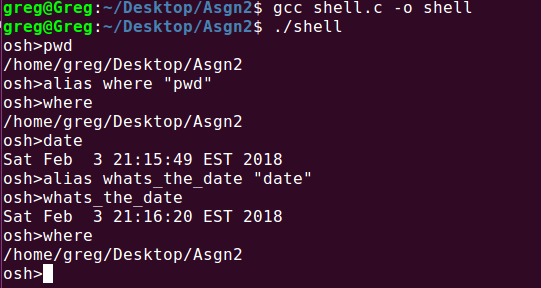 greg@Greg:~/Desktop/Asgn2$ gcc shell.c -o shell
greg@Greg:~/Desktop/Asgn2$ ./shell
osh>pwd
/home/greg/Desktop/Asgn2
osh>alias where "pwd"
osh>where
/home/greg/Desktop/Asgn2
osh>date
Sat Feb  3 21:15:49 EST 2018
osh>alias whats_the_date "date"
osh>whats_the_date
Sat Feb  3 21:16:20 EST 2018
osh>where
/home/greg/Desktop/Asgn2
osh>